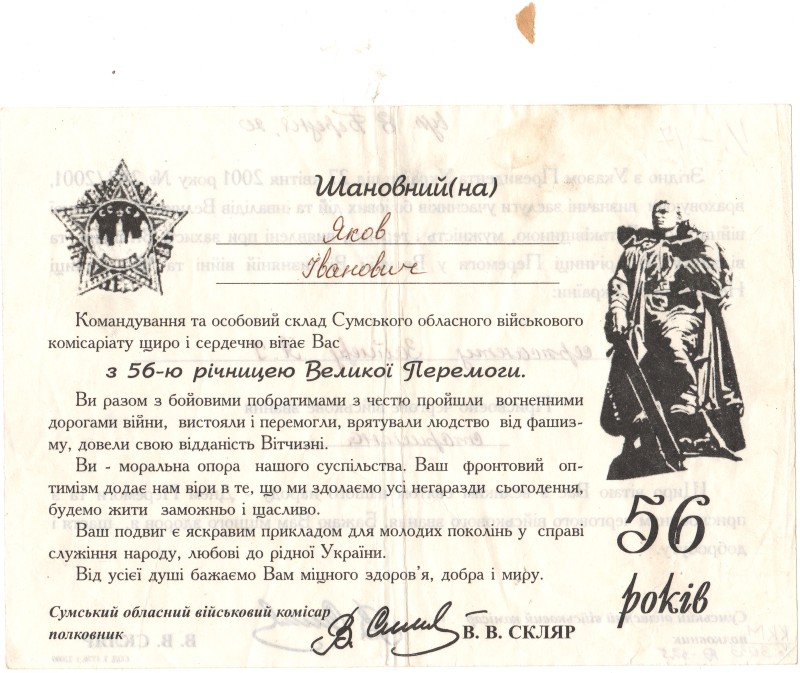 Шановний(на)
Яков
Іванович
Командування та особовий склад Сумського обласного військового
комісаріату щиро і сердечно вітає Вас
з 56-ю річницею Великої Перемоги.
Ви разом з бойовими побратимами з честю пройшли вогненними
дорогами війни, вистояли і перемогли, врятували людство від фашиз-
му, довели свою відданість Вітчизні.
Ви - моральна опора нашого суспільства. Ваш фронтовий оп-
тимізм додає нам віри в те, що ми здолаємо усі негаразди сьогодення,
будемо жити заможньо і щасливо.
Ваш подвиг є яскравим прикладом для молодих поколінь у справі
служіння народу, любові до рідної України.
Від усієї душі бажаємо Вам міцного здоров'я, добра і миру.
Сумський обласний військовий комісар
полковник
В. В. СКЛЯР
56
років